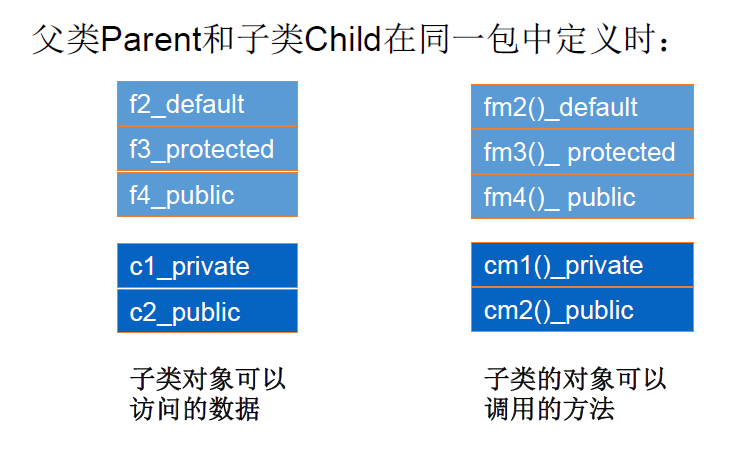 父类Parent和子类Child在同一包中定义时：
f2_default
f3_protected
f4_public
c1_private
c2_public
子类对象可以
访问的数据
fm2()_default
fm3()_ protected
fm4()_ public
cm1()_private
cm2()_public
子类的对象可以
调用的方法